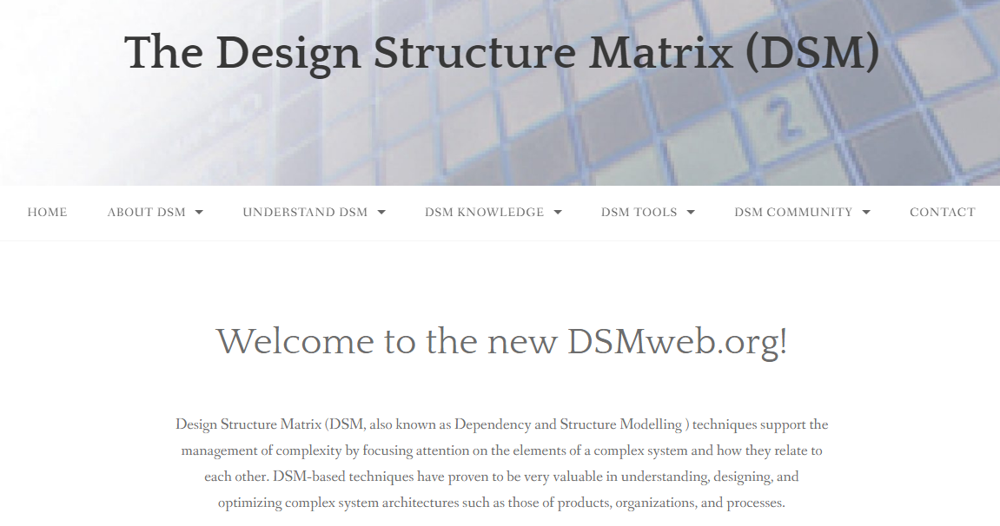 The Design Structure Matrix (DSM)
2
HOME ABOUT DSM UNDERSTAND DSM DSM KNOWLEDGE DSM TOOLS DSM COMMUNITY CONTACT
Welcome to the new DSMweb.org!
Design Structure Matrix (DSM, also known as Dependency and Structure Modelling ) techniques support the
management of complexity by focusing attention on the elements of a complex system and how they relate to
each other. DSM-based techniques have proven to be very valuable in understanding, designing, and
optimizing complex system architectures such as those of products, organizations, and processes.